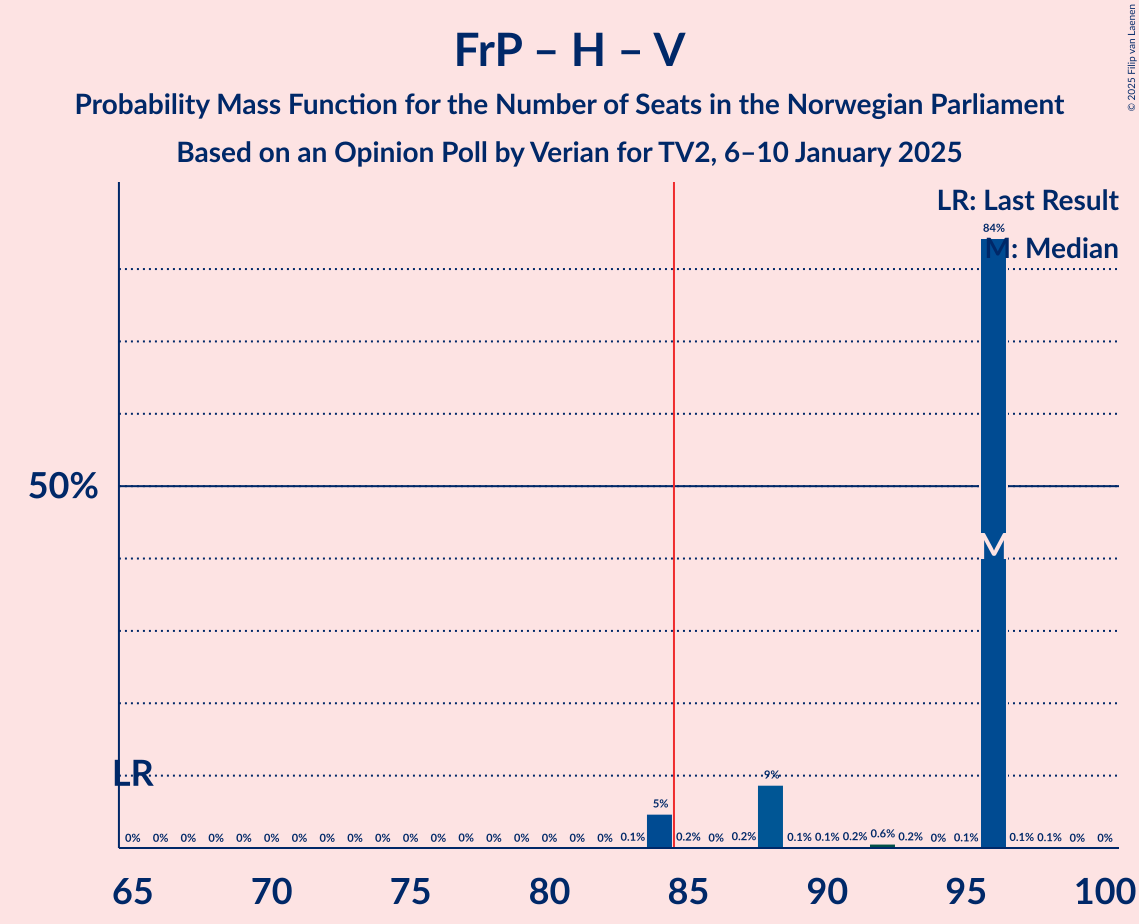 FrP – H – V
Probability Mass Function for the Number of Seats in the Norwegian Parliament
Based on an Opinion Poll by Verian for TV2, 6–10 January 2025
© 2025 Filip van Laenen
LR: Last Result
M: Median
84%
50%
M
LR
9%
5%
0% 0% 0% 0% 0% 0% 0% 0% 0% 0% 0% 0% 0% 0% 0% 0% 0% 0% 0.1% 0.2% 0% 0.2% 0.1% 0.1% 0.2% 0.6% 0.2% 0% 0.1% 0.1% 0.1% 0% 0%
65 70 75 80 85 90 95 100